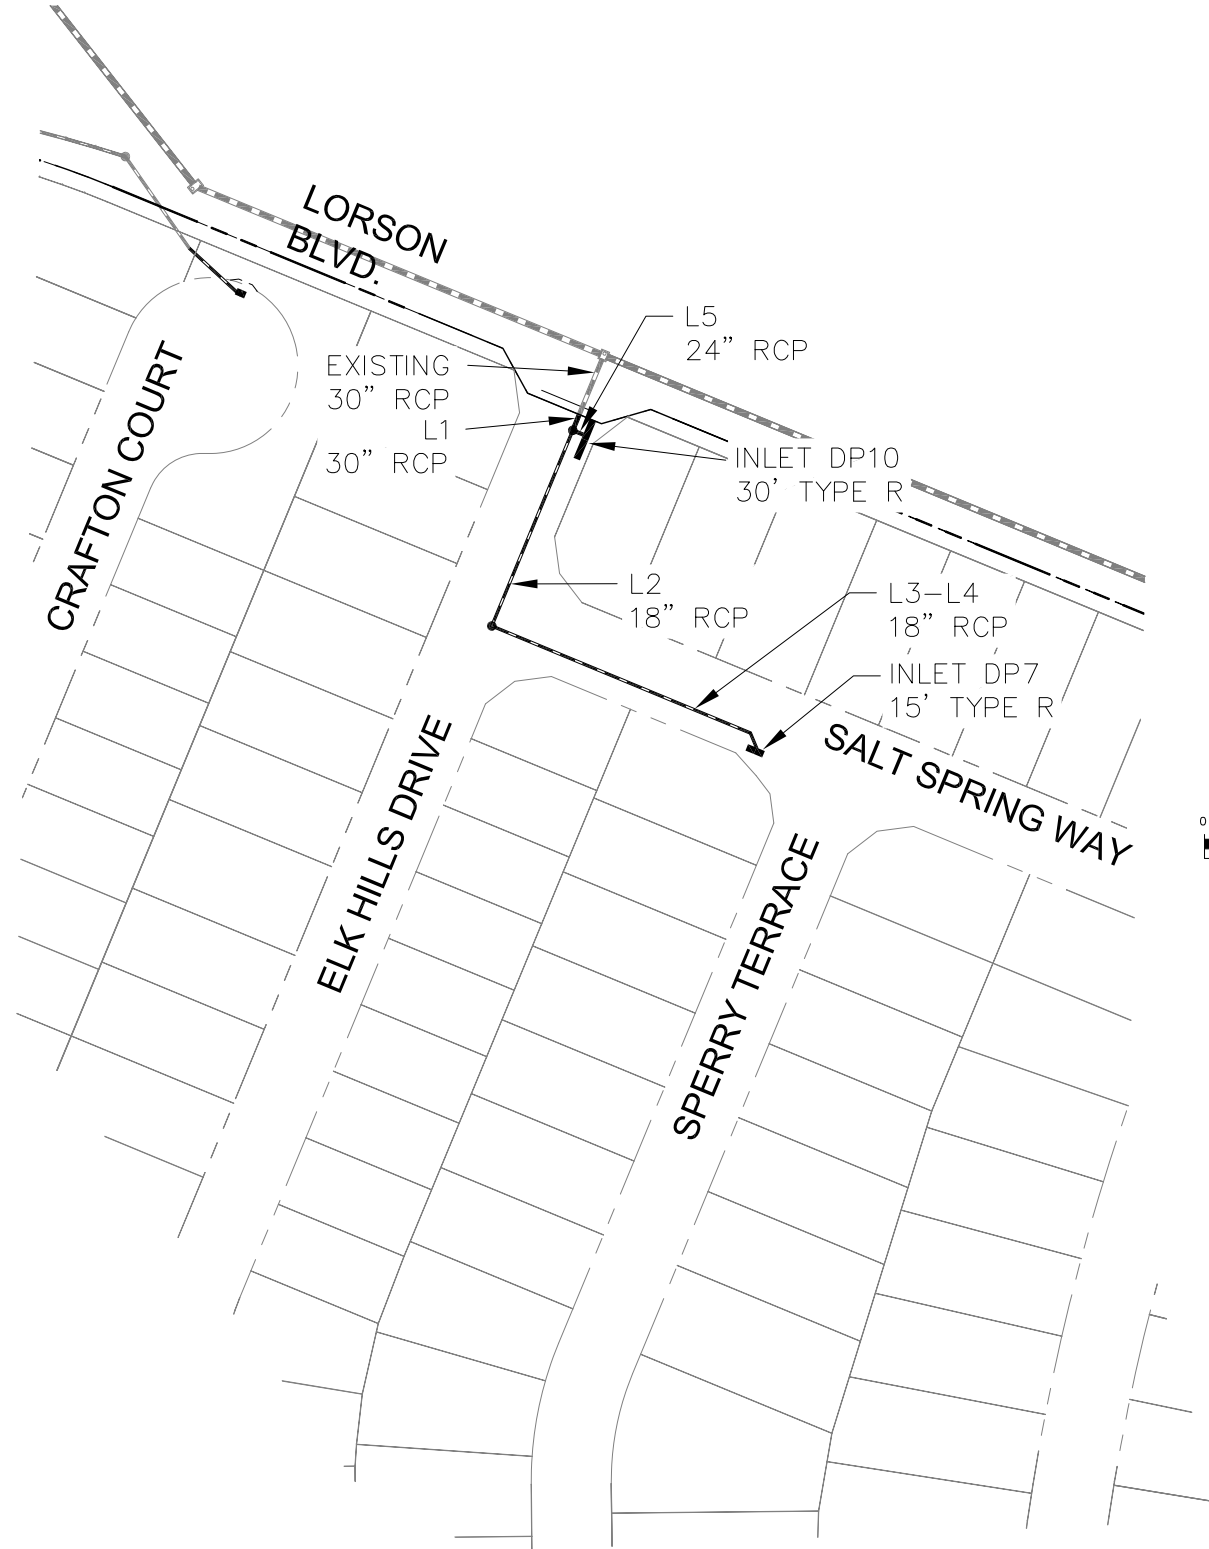 LORSON
BLVD.
L5
24” RCP
EXISTING
30” RCP
L1
30” RCP
INLET DP10
30’ TYPE R
CRAFTON COURT
L2
18” RCP
L3-L4
18” RCP
INLET DP7
15’ TYPE R
SALT SPRING WAY
ELK HILLS DRIVE
SPERRY TERRACE
0